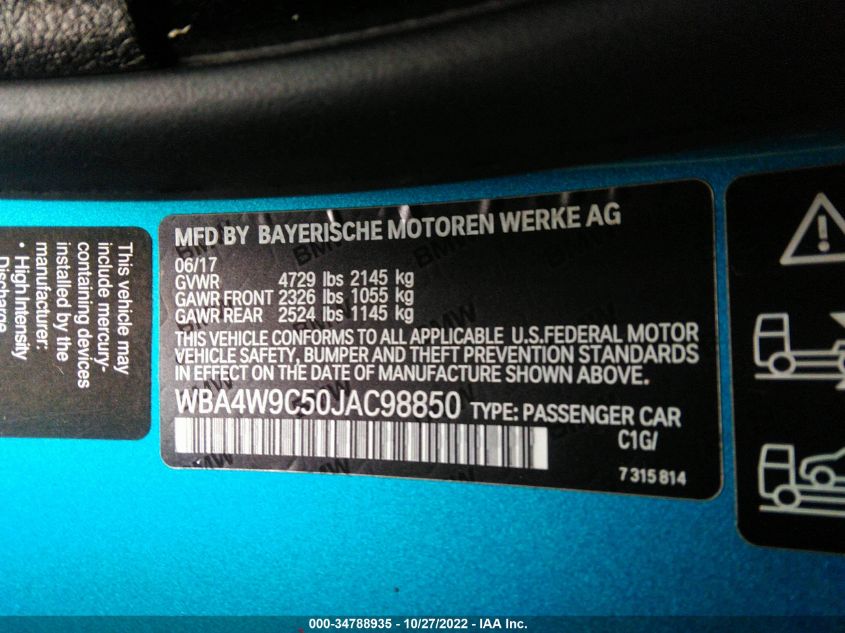 This vehicle may
include mercury-
containing devices
installed by the
manufacturer:
• High Intensity
Discharge
MFD BY BAYERISCHE MOTOREN WERKE AG
06/17
GVWR 4729 lbs 2145 kg
GAWR FRONT 2326 lbs 1055 kg
GAWR REAR 2524 lbs 1145 kg
THIS VEHICLE CONFORMS TO ALL APPLICABLE U.S.FEDERAL MOTOR
VEHICLE SAFETY, BUMPER AND THEFT PREVENTION STANDARDS
IN EFFECT ON THE DATE OF MANUFACTURE SHOWN ABOVE.
WBA4W9C50JAC98850 TYPE: PASSENGER CAR
C1G/
7 315 814
000-34788935 - 10/27/2022 - IAA Inc.